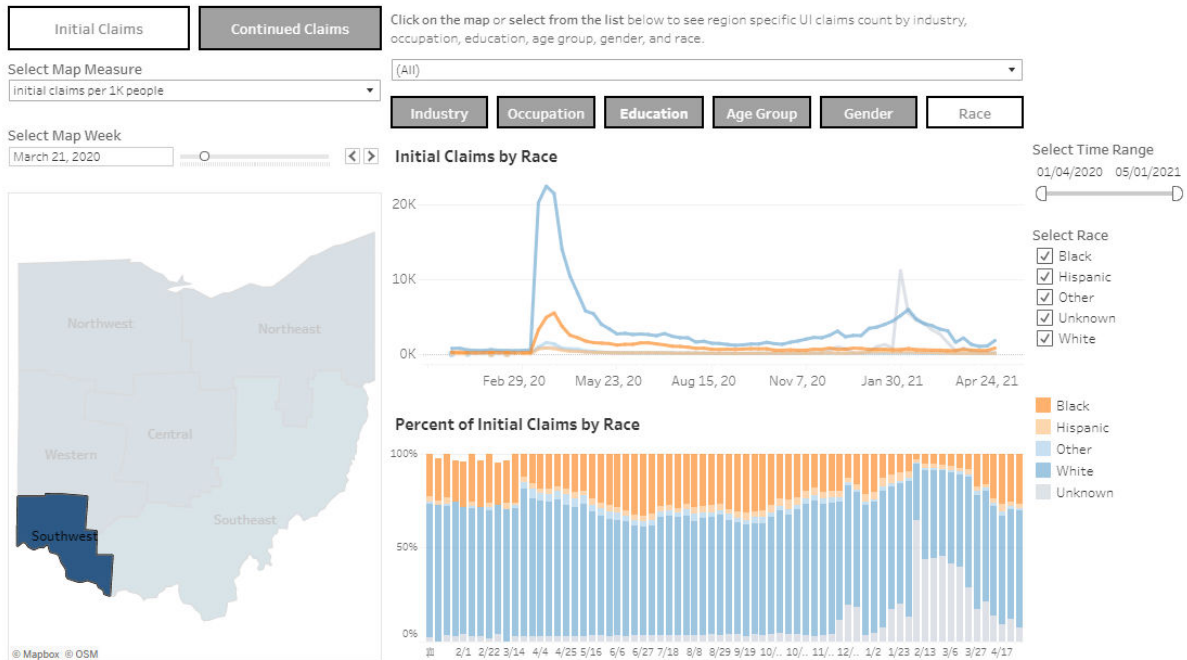 Initial Claims
Continued Claims
Click on the map or select from the list below to see region specific UI claims count by industry,
occupation, education, age group, gender, and race.
Select Map Measure
initial claims per 1K people
(All)
Industry
Occupation
Education
Age Group
Gender
Race
Select Map Week
March 21, 2020
Initial Claims by Race
Select Time Range
01/04/2020 05/01/2021
20K
10K
0K
Feb 29, 20
May 23, 20
Aug 15, 20
Nov 7, 20
Jan 30, 21
Apr 24, 21
Select Race
Black
Hispanic
Other
Unknown
White
Northwest
Northeast
Central
Western
Southeast
Southwest
Percent of Initial Claims by Race
100%
50%
0%
2/1 2/22 3/14 4/4 4/25 5/16 6/6 6/27 7/18 8/8 8/29 9/19 10/.. 10/.. 11/.. 12/.. 1/2 1/23 2/13 3/6 3/27 4/17
Black
Hispanic
Other
White
Unknown
© Mapbox © OSM